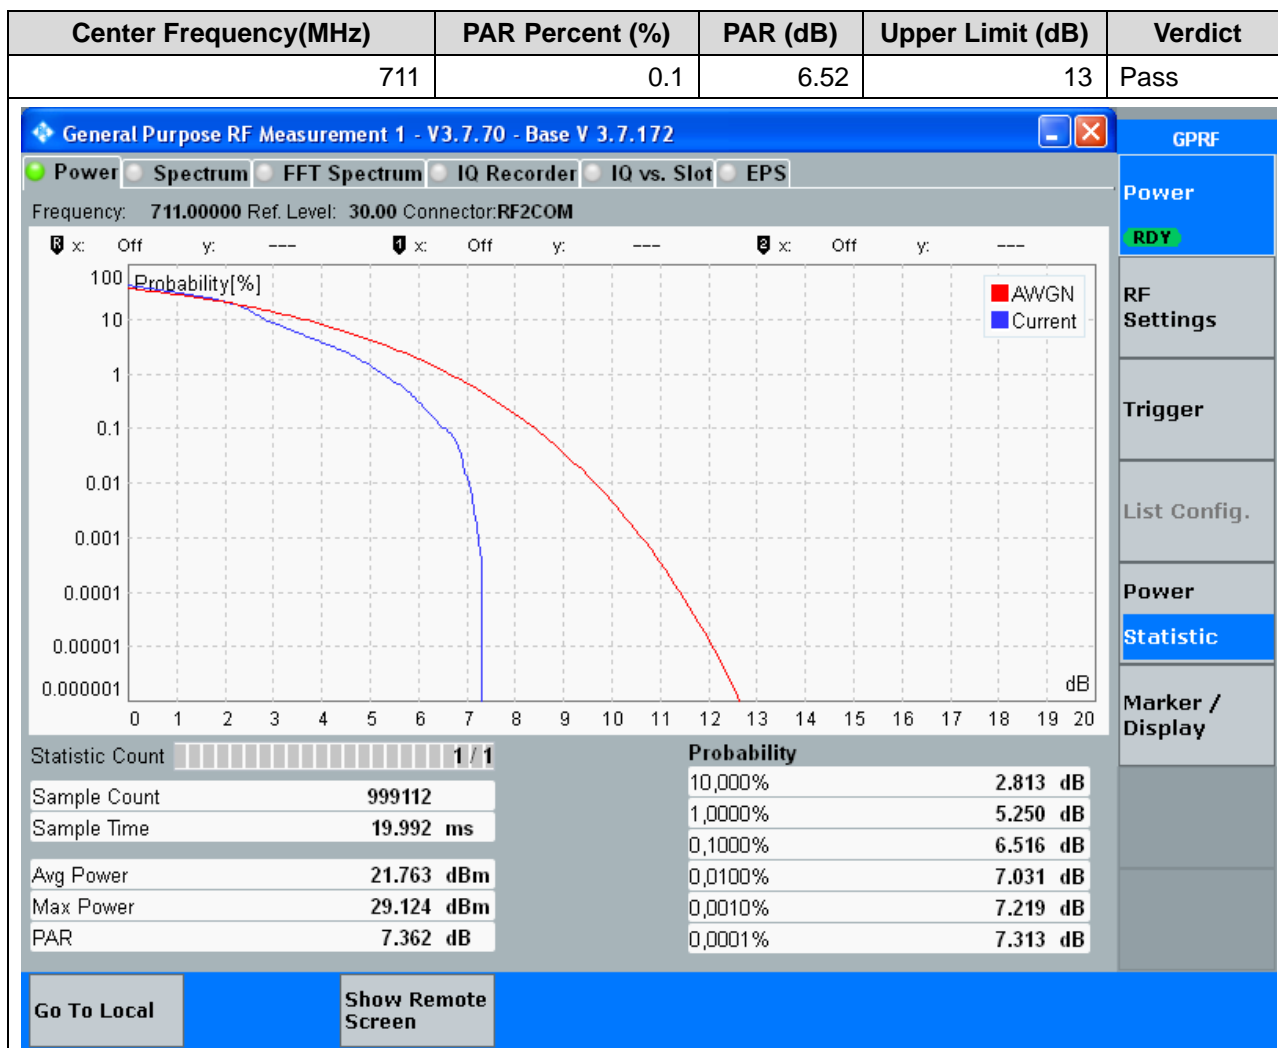 Center Frequency(MHz) PAR Percent (%) PAR (dB) Upper Limit (dB) Verdict
711 0.1 6.52 13 Pass
General Purpose RF Measurement 1 - V3.7.70 - Base V 3.7.172
GPRF
Power Spectrum FFT Spectrum IQ Recorder IQ vs. Slot EPS
Power
RDY
Frequency: 711.00000 Ref. Level: 30.00 Connector:RF2COM
R x: Off y: --- 1 x: Off y: --- 2 x: Off y: ---
Probability[%]
AWGN
Current
100
10
1
0.1
0.01
0.001
0.0001
0.00001
0.000001
dB
0 1 2 3 4 5 6 7 8 9 10 11 12 13 14 15 16 17 18 19 20
RF
Settings
Trigger
List Config.
Power
Statistic
Marker /
Display
Statistic Count 1 / 1
Sample Count 999112
Sample Time 19.992 ms
Avg Power 21.763 dBm
Max Power 29.124 dBm
PAR 7.362 dB
Probability
10,000% 2.813 dB
1,0000% 5.250 dB
0,1000% 6.516 dB
0,0100% 7.031 dB
0,0010% 7.219 dB
0,0001% 7.313 dB
Go To Local
Show Remote
Screen